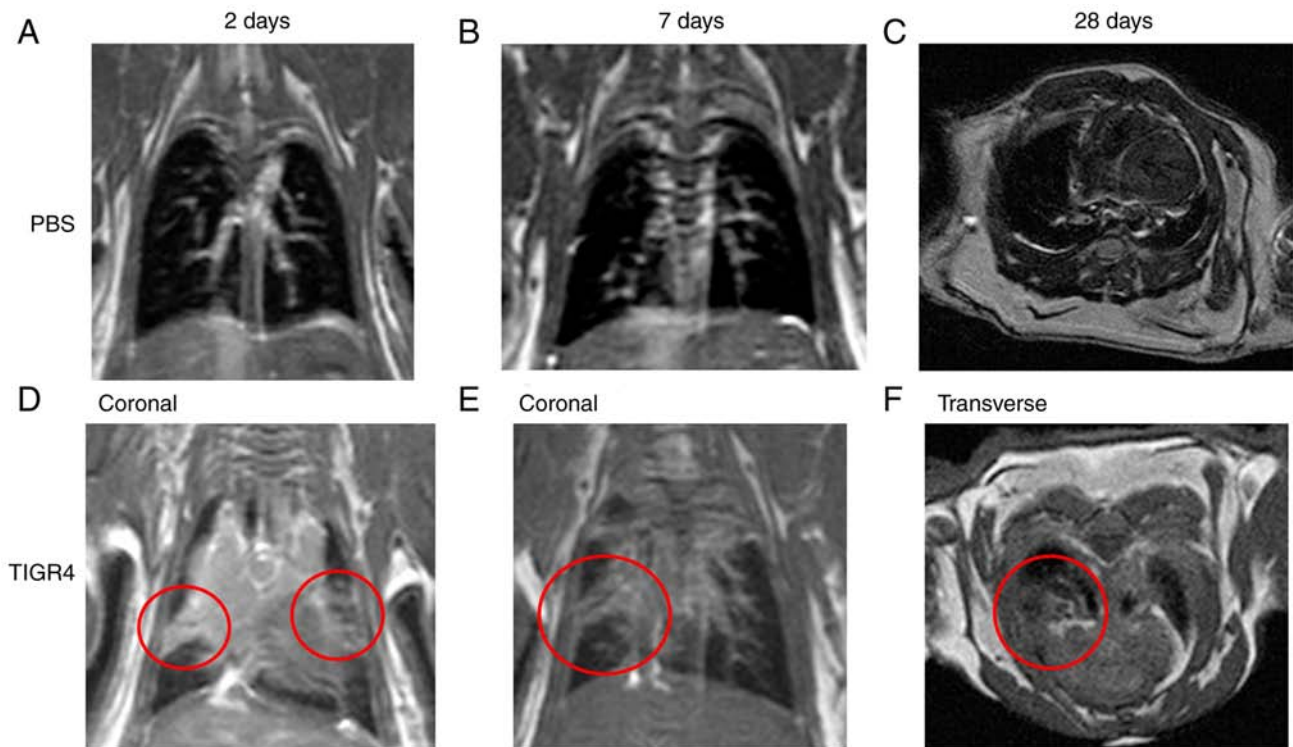 A 2 days
B 7 days
C 28 days
PBS
D Coronal
E Coronal
F Transverse
TIGR4